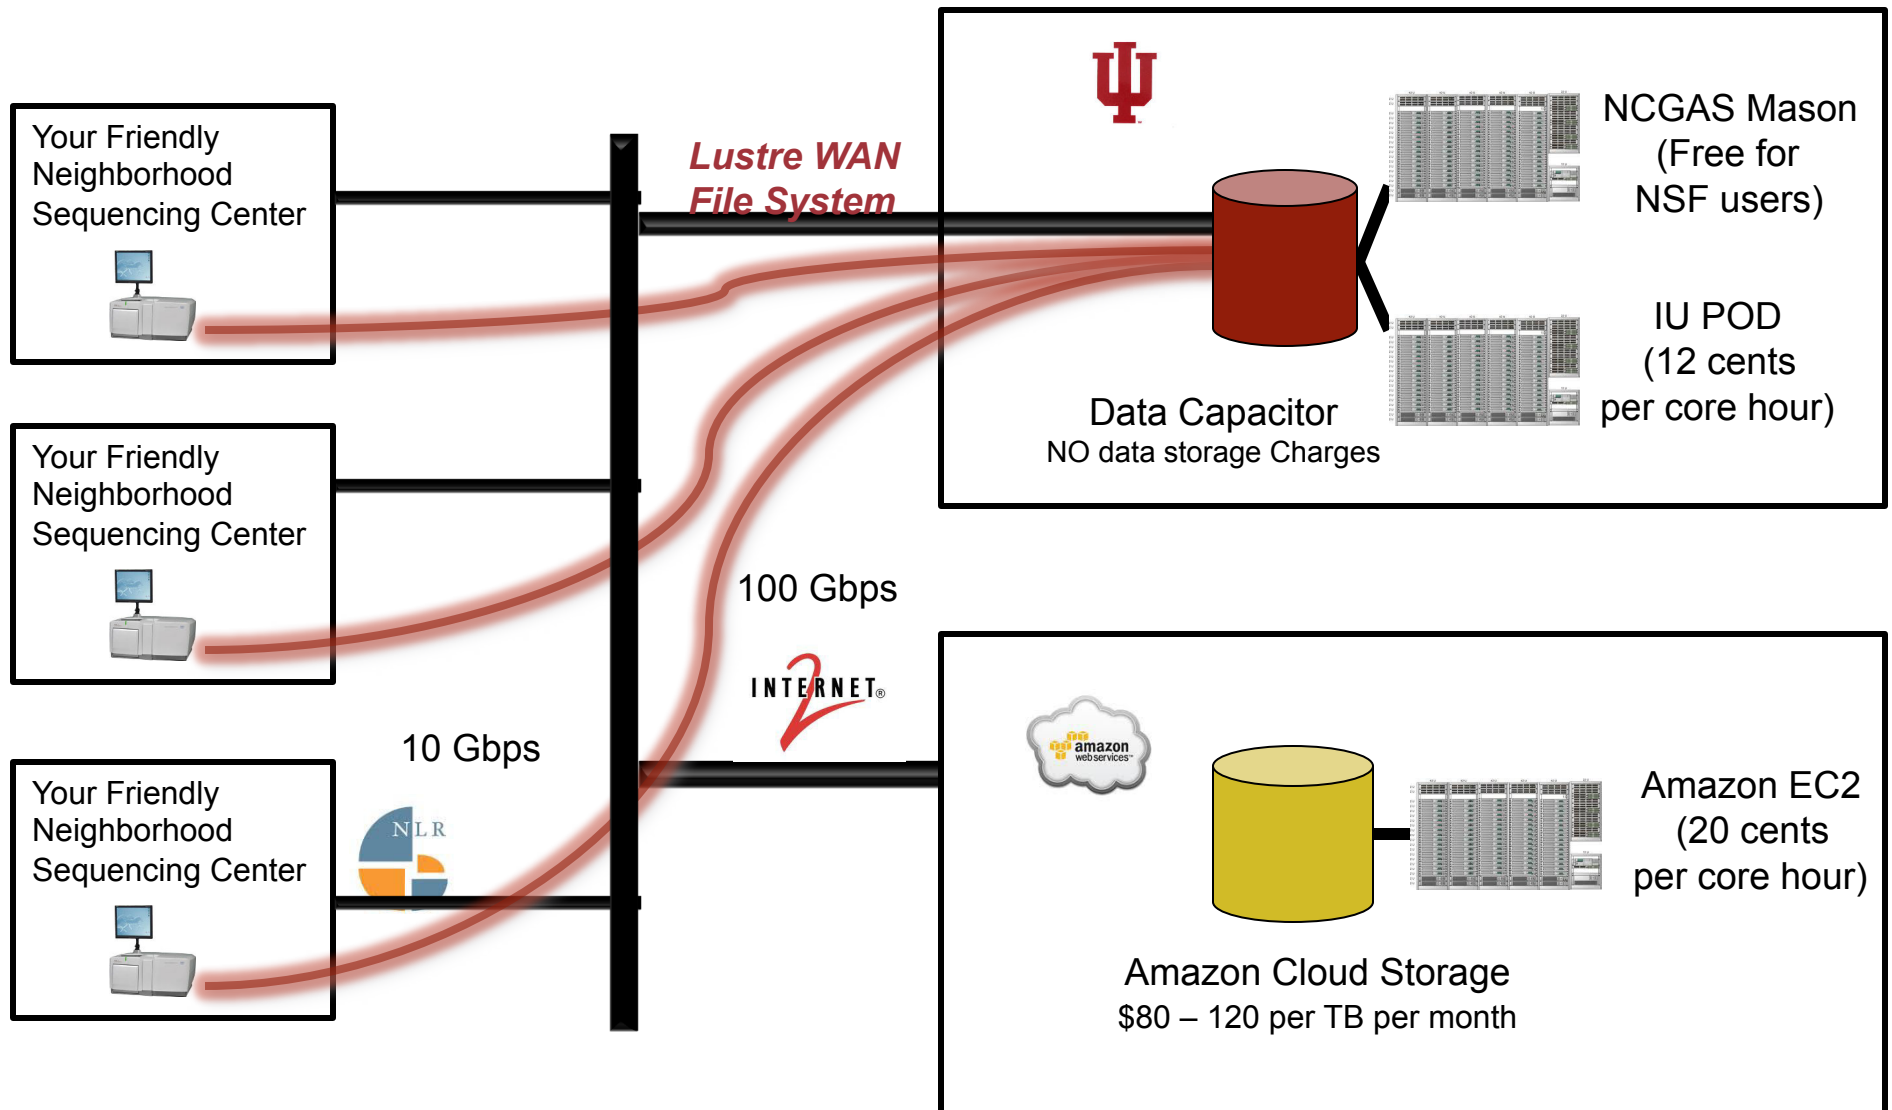 Your Friendly
Neighborhood
Sequencing Center
Your Friendly
Neighborhood
Sequencing Center
Your Friendly
Neighborhood
Sequencing Center
Lustre WAN
File System
10 Gbps
NLR
100 Gbps
INTERNET®
2
NCGAS Mason
(Free for
NSF users)
IU POD
(12 cents
per core hour)
Data Capacitor
NO data storage Charges
amazon
webservices™
Amazon EC2
(20 cents
per core hour)
Amazon Cloud Storage
$80 – 120 per TB per month